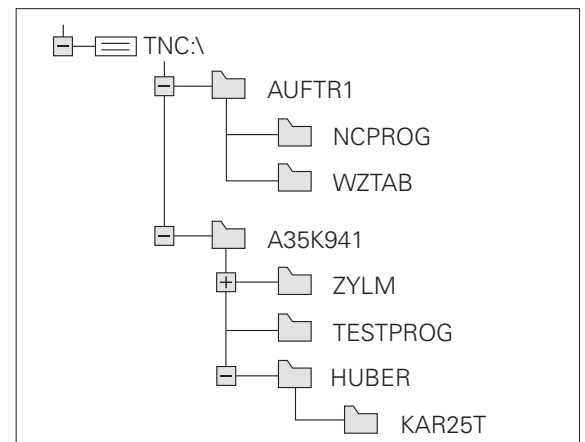 TNC:\
AUFTR1
NCPROG
WZTAB
A35K941
ZYLM
TESTPROG
HUBER
KAR25T